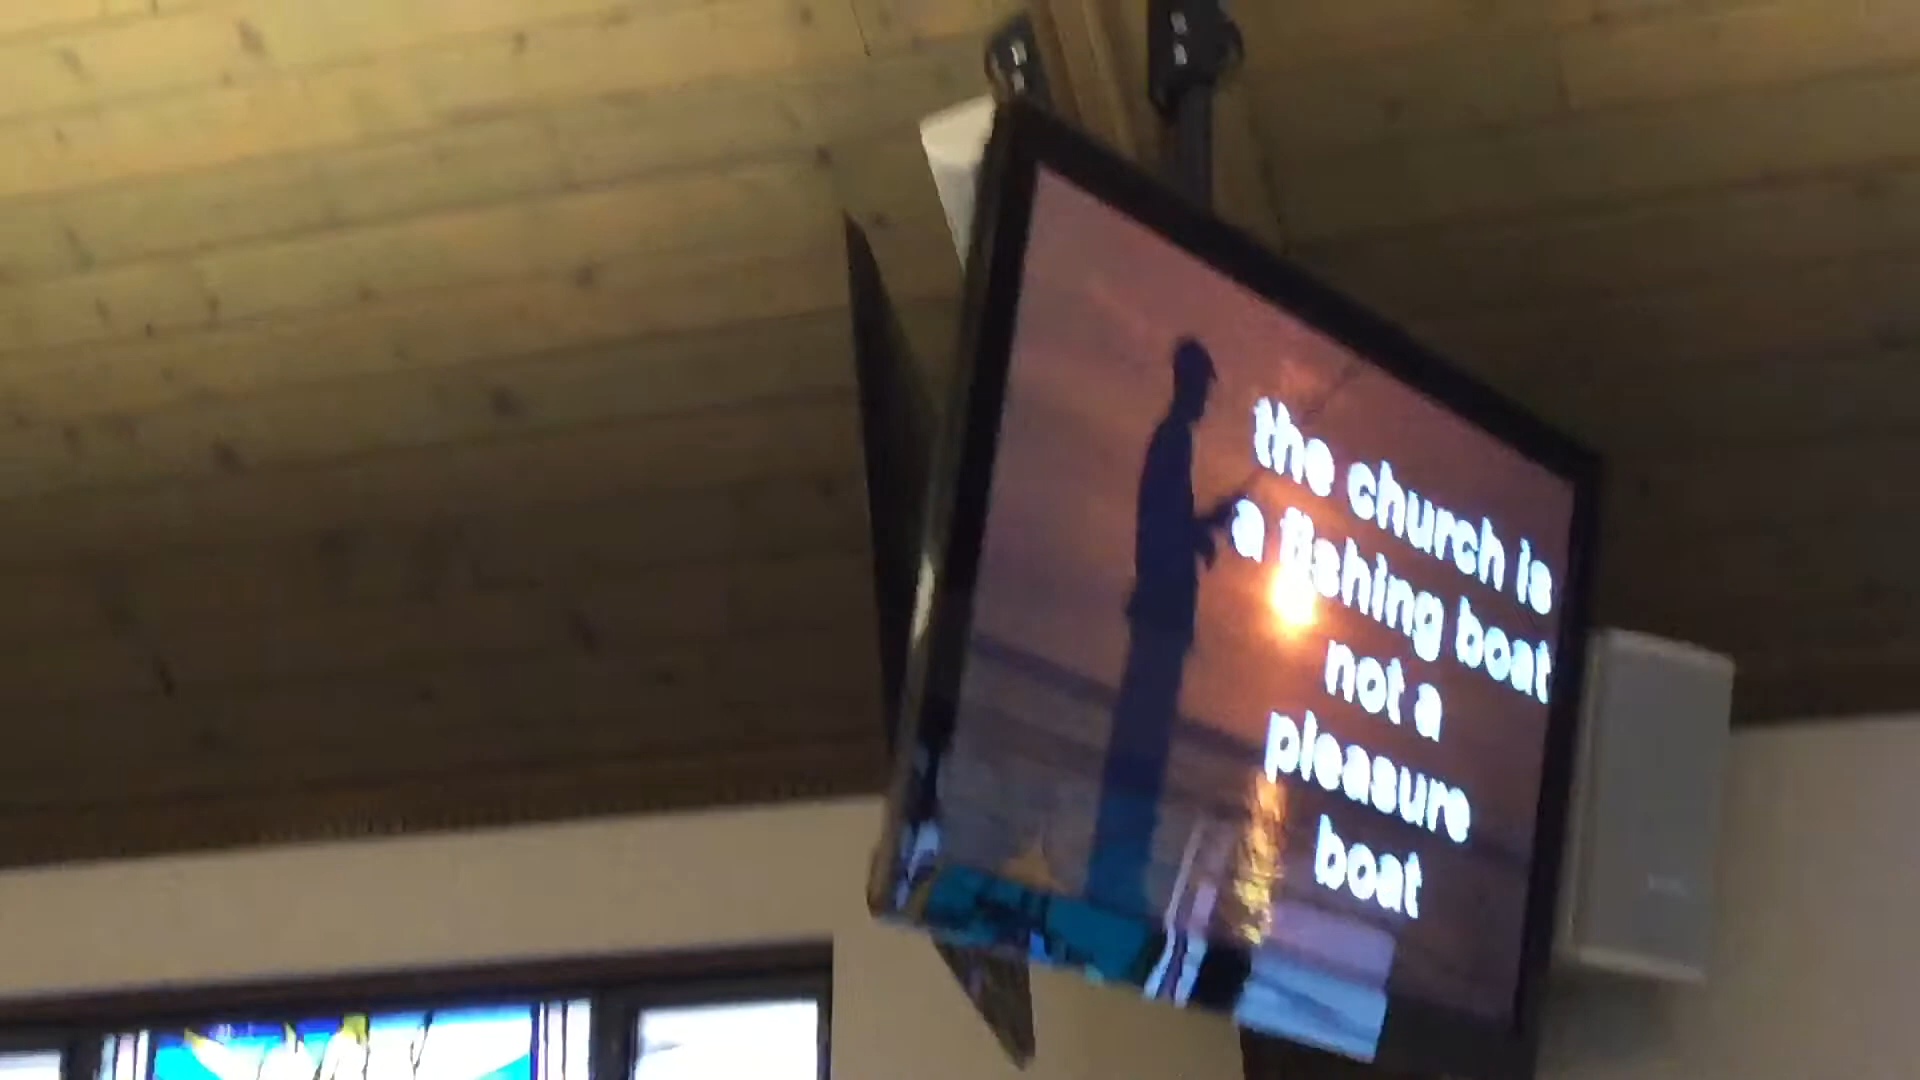 the church is
a fishing boat
not a
pleasure
boat